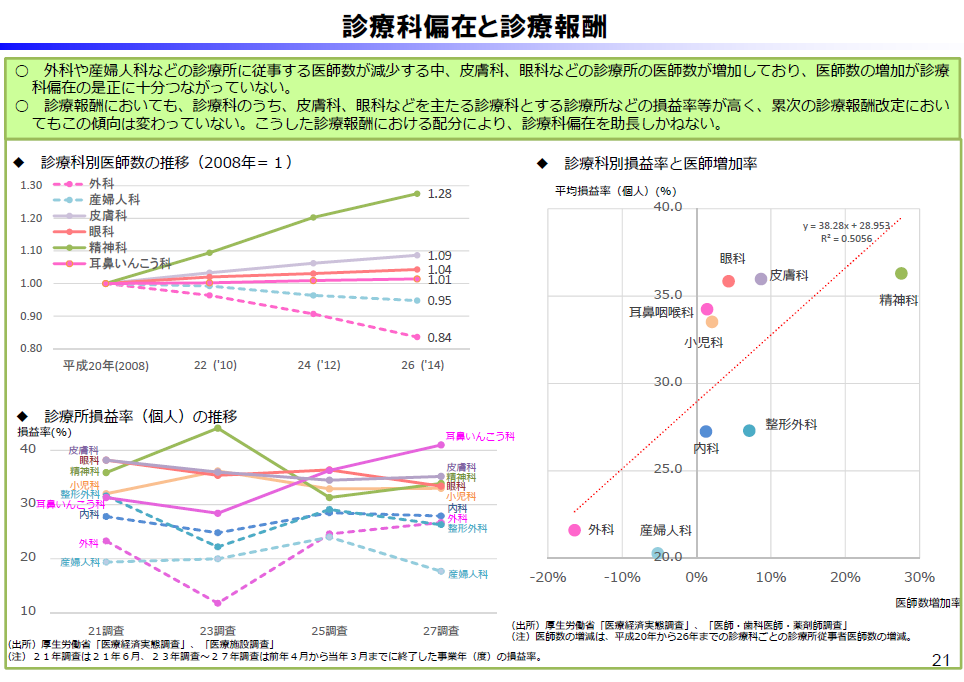 診療科偏在と診療報酬
○ 外科や産婦人科などの診療所に従事する医師数が減少する中、皮膚科、眼科などの診療所の医師数が増加しており、医師数の増加が診療
科偏在の是正に十分つながっていない。
○ 診療報酬においても、診療科のうち、皮膚科、眼科などを主たる診療科とする診療所などの損益率等が高く、累次の診療報酬改定におい
てもこの傾向は変わっていない。こうした診療報酬における配分により、診療科偏在を助長しかねない。
◆ 診療科別医師数の推移（2008年＝１）
1.30
1.20
1.10
1.00
0.90
0.80
外科
産婦人科
皮膚科
眼科
精神科
耳鼻いんこう科
1.28
1.09
1.04
1.01
0.95
0.84
平成20年(2008)
22 ('10)
24 ('12)
26 ('14)
◆ 診療所損益率（個人）の推移
損益率(%)
40
30
20
10
皮膚科
眼科
精神科
小児科
整形外科
耳鼻いんこう科
内科
外科
産婦人科
耳鼻いんこう科
皮膚科
精神科
眼科
小児科
内科
外科
整形外科
産婦人科
21調査
23調査
25調査
27調査
（出所）厚生労働省「医療経済実態調査」、「医療施設調査」
（注）２１年調査は２１年６月、２３年調査～２７年調査は前年４月から当年３月までに終了した事業年（度）の損益率。
◆ 診療科別損益率と医師増加率
平均損益率（個人）(%)
40.0
35.0
30.0
25.0
20.0
y = 38.28x + 28.953
R² = 0.5056
眼科
皮膚科
精神科
耳鼻咽喉科
小児科
整形外科
内科
外科
産婦人科
-20%
-10%
0%
10%
20%
30%
医師数増加率
（出所）厚生労働省「医療経済実態調査」、「医師・歯科医師・薬剤師調査」
（注）医師数の増減は、平成20年から26年までの診療科ごとの診療所従事者医師数の増減。
21